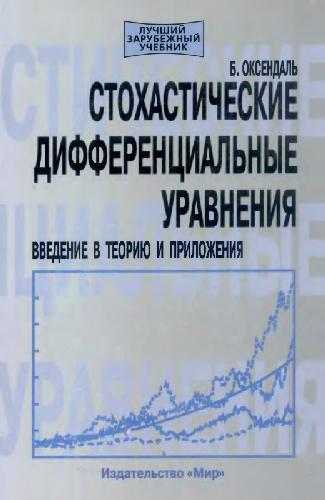 ЛУЧШИЙ
ЗАРУБЕЖНЫЙ
УЧЕБНИК
Б. ОКСЕНДАЛЬ
СТОХАСТИЧЕСКИЕ
ДИФФЕРЕНЦИАЛЬНЫЕ
УРАВНЕНИЯ
ВВЕДЕНИЕ В ТЕОРИЮ И ПРИЛОЖЕНИЯ
Издательство «Мир»